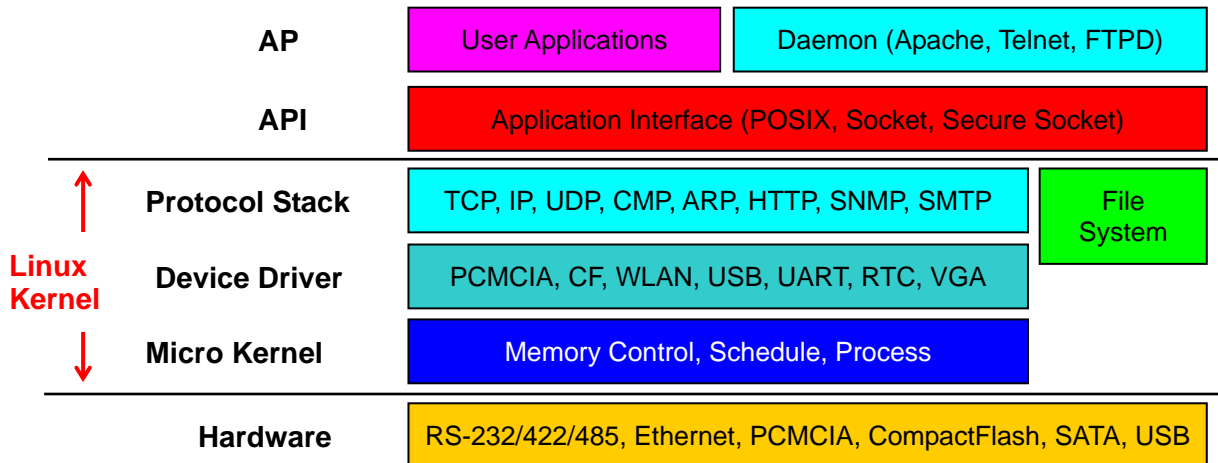 AP
User Applications
Daemon (Apache, Telnet, FTPD)
API
Application Interface (POSIX, Socket, Secure Socket)
Linux
Kernel
Protocol Stack
TCP, IP, UDP, CMP, ARP, HTTP, SNMP, SMTP
File
System
Device Driver
PCMCIA, CF, WLAN, USB, UART, RTC, VGA
Micro Kernel
Memory Control, Schedule, Process
Hardware
RS-232/422/485, Ethernet, PCMCIA, CompactFlash, SATA, USB